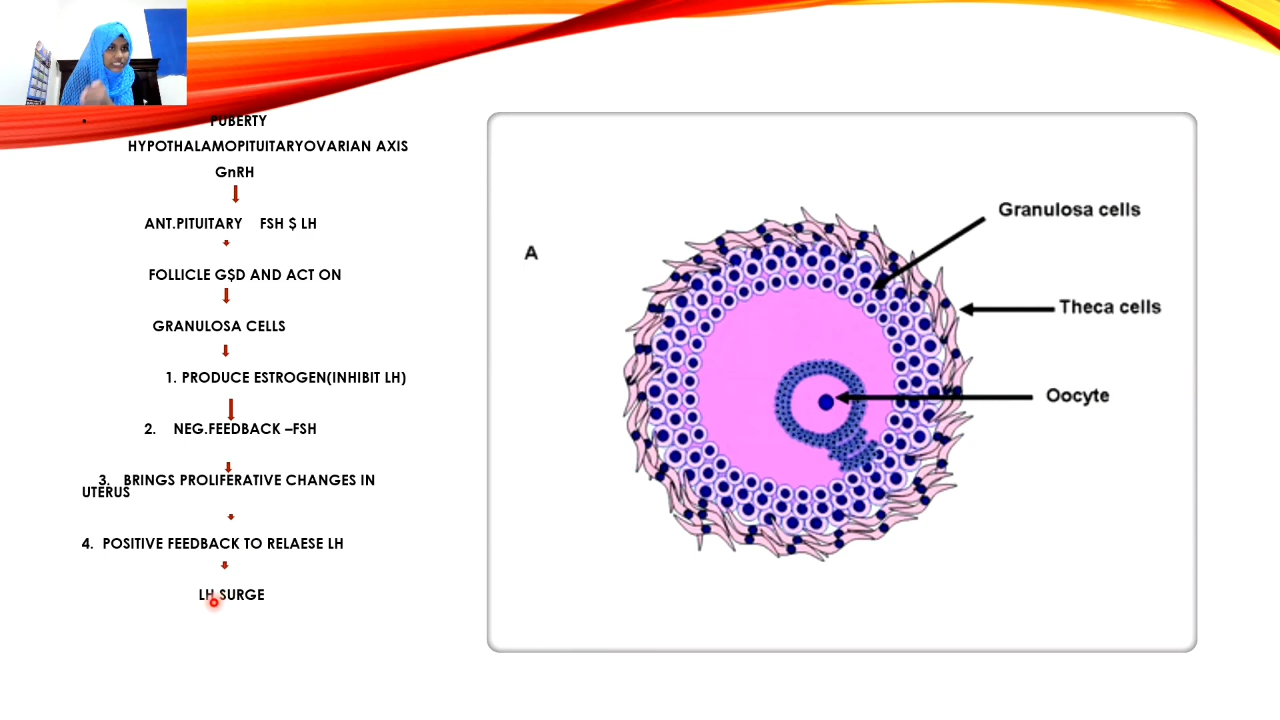 • PUBERTY
HYPOTHALAMOPITUITARYOVARIAN AXIS
GnRH
ANT.PITUITARY FSH $ LH
FOLLICLE G$D AND ACT ON
GRANULOSA CELLS
1. PRODUCE ESTROGEN(INHIBIT LH)
2. NEG.FEEDBACK –FSH
3. BRINGS PROLIFERATIVE CHANGES IN
UTERUS
4. POSITIVE FEEDBACK TO RELAESE LH
LH SURGE
A
Granulosa cells
Theca cells
Oocyte